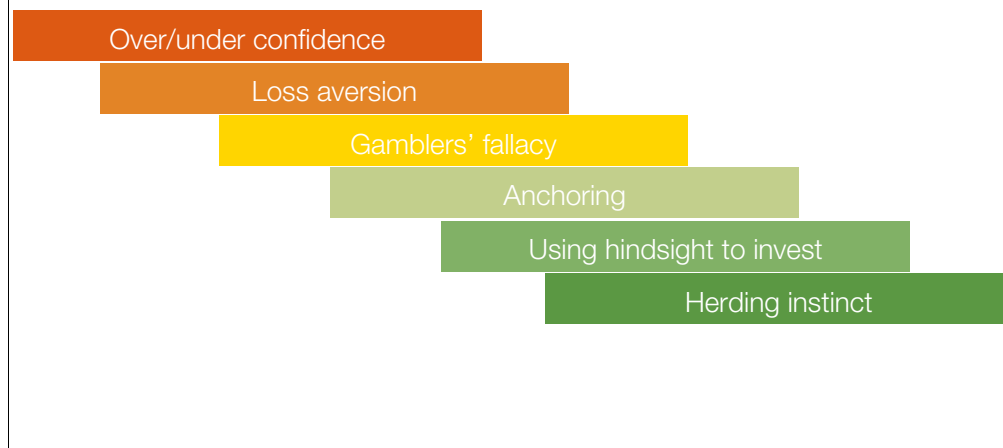 Over/under confidence
Loss aversion
Gamblers’ fallacy
Anchoring
Using hindsight to invest
Herding instinct